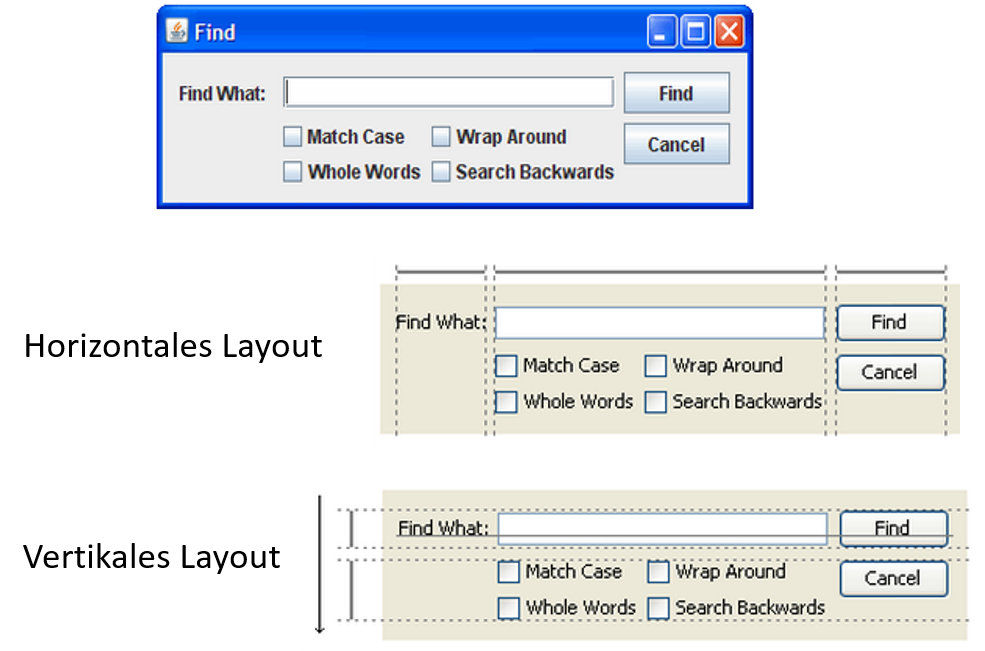 Find
Find What: Find
Match Case Wrap Around Cancel
Whole Words Search Backwards
Horizontales Layout
Find What: Find
Match Case Wrap Around Cancel
Whole Words Search Backwards
Vertikales Layout
Find What: Find
Match Case Wrap Around Cancel
Whole Words Search Backwards